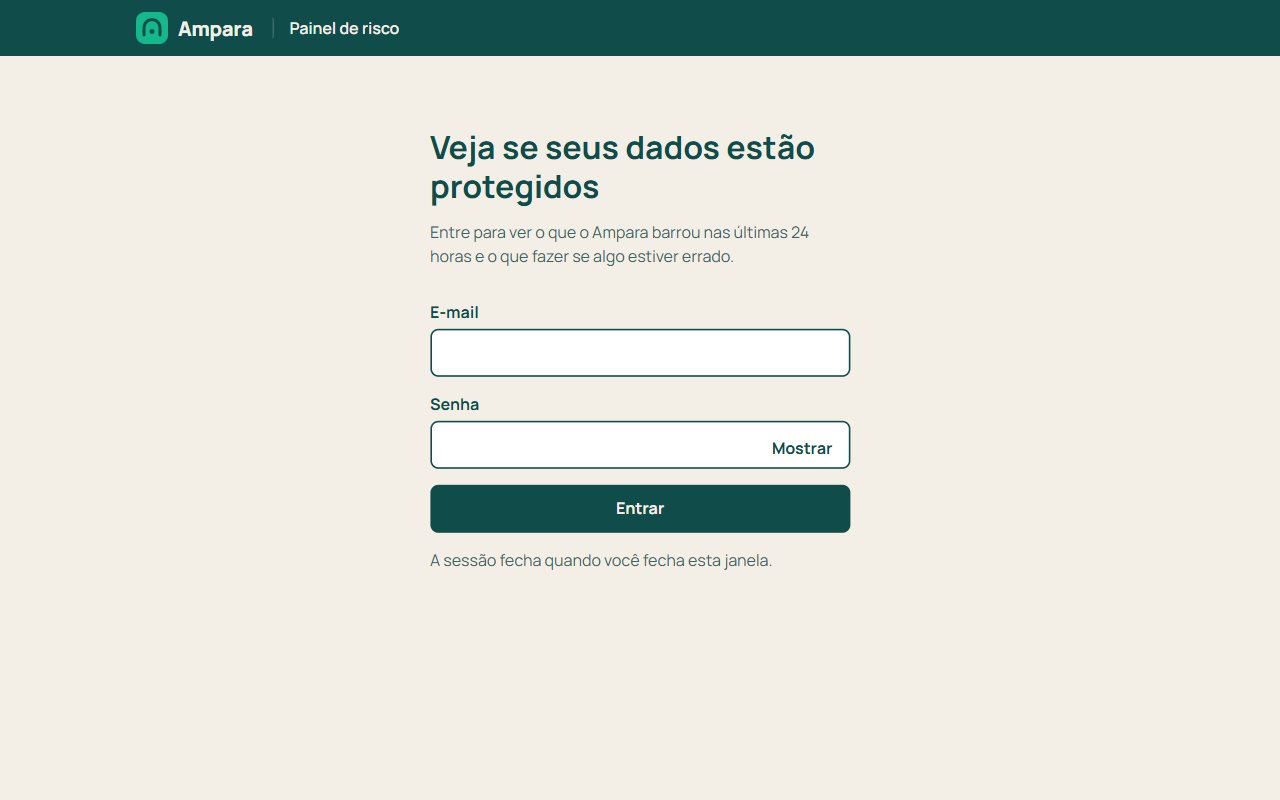 Ampara
Painel de risco
Veja se seus dados estão
protegidos
Entre para ver o que o Ampara barrou nas últimas 24
horas e o que fazer se algo estiver errado.
E-mail
Senha
Mostrar
Entrar
A sessão fecha quando você fecha esta janela.